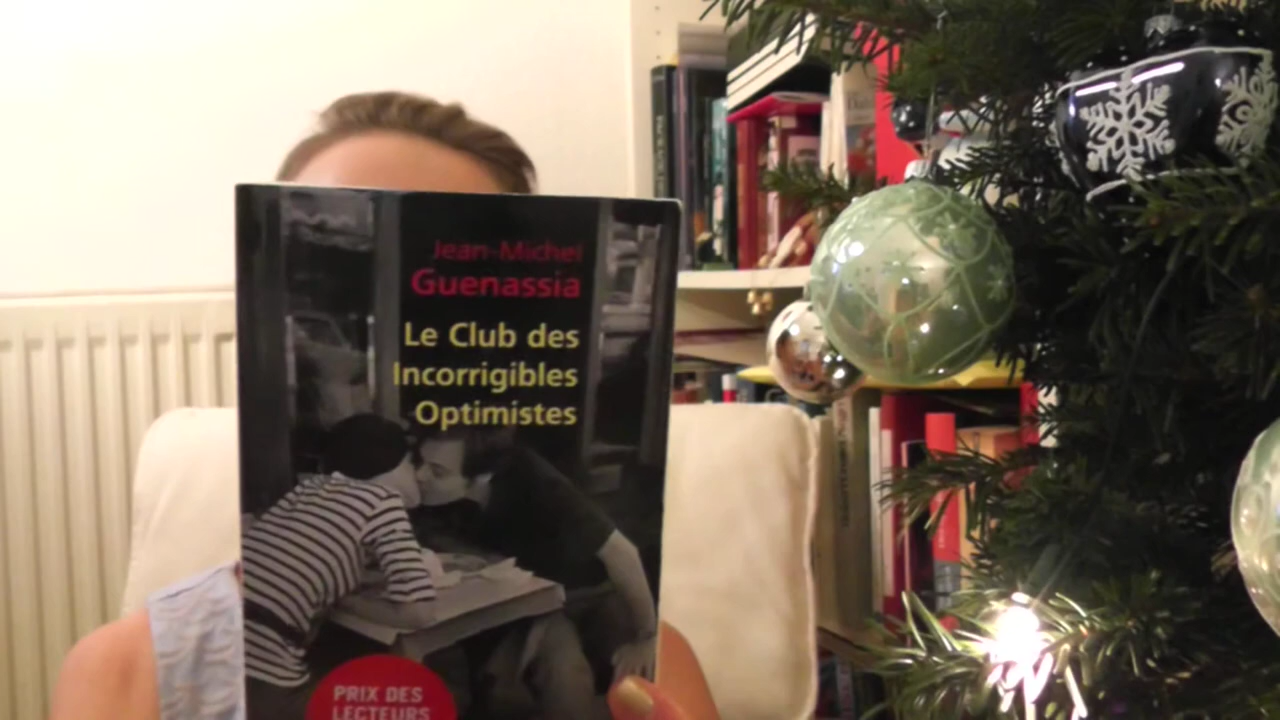 Jean-Michel
Guenassia
Le Club des
Incorrigibles
Optimistes
PRIX DES
LECTEURS